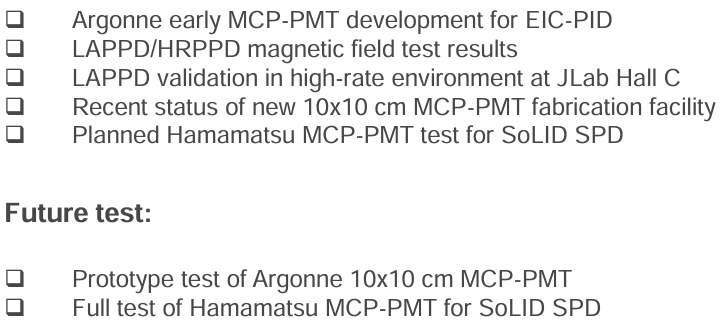 ❑ Argonne early MCP-PMT development for EIC-PID
❑ LAPPD/HRPPD magnetic field test results
❑ LAPPD validation in high-rate environment at JLab Hall C
❑ Recent status of new 10x10 cm MCP-PMT fabrication facility
❑ Planned Hamamatsu MCP-PMT test for SoLID SPD
Future test:
❑ Prototype test of Argonne 10x10 cm MCP-PMT
❑ Full test of Hamamatsu MCP-PMT for SoLID SPD